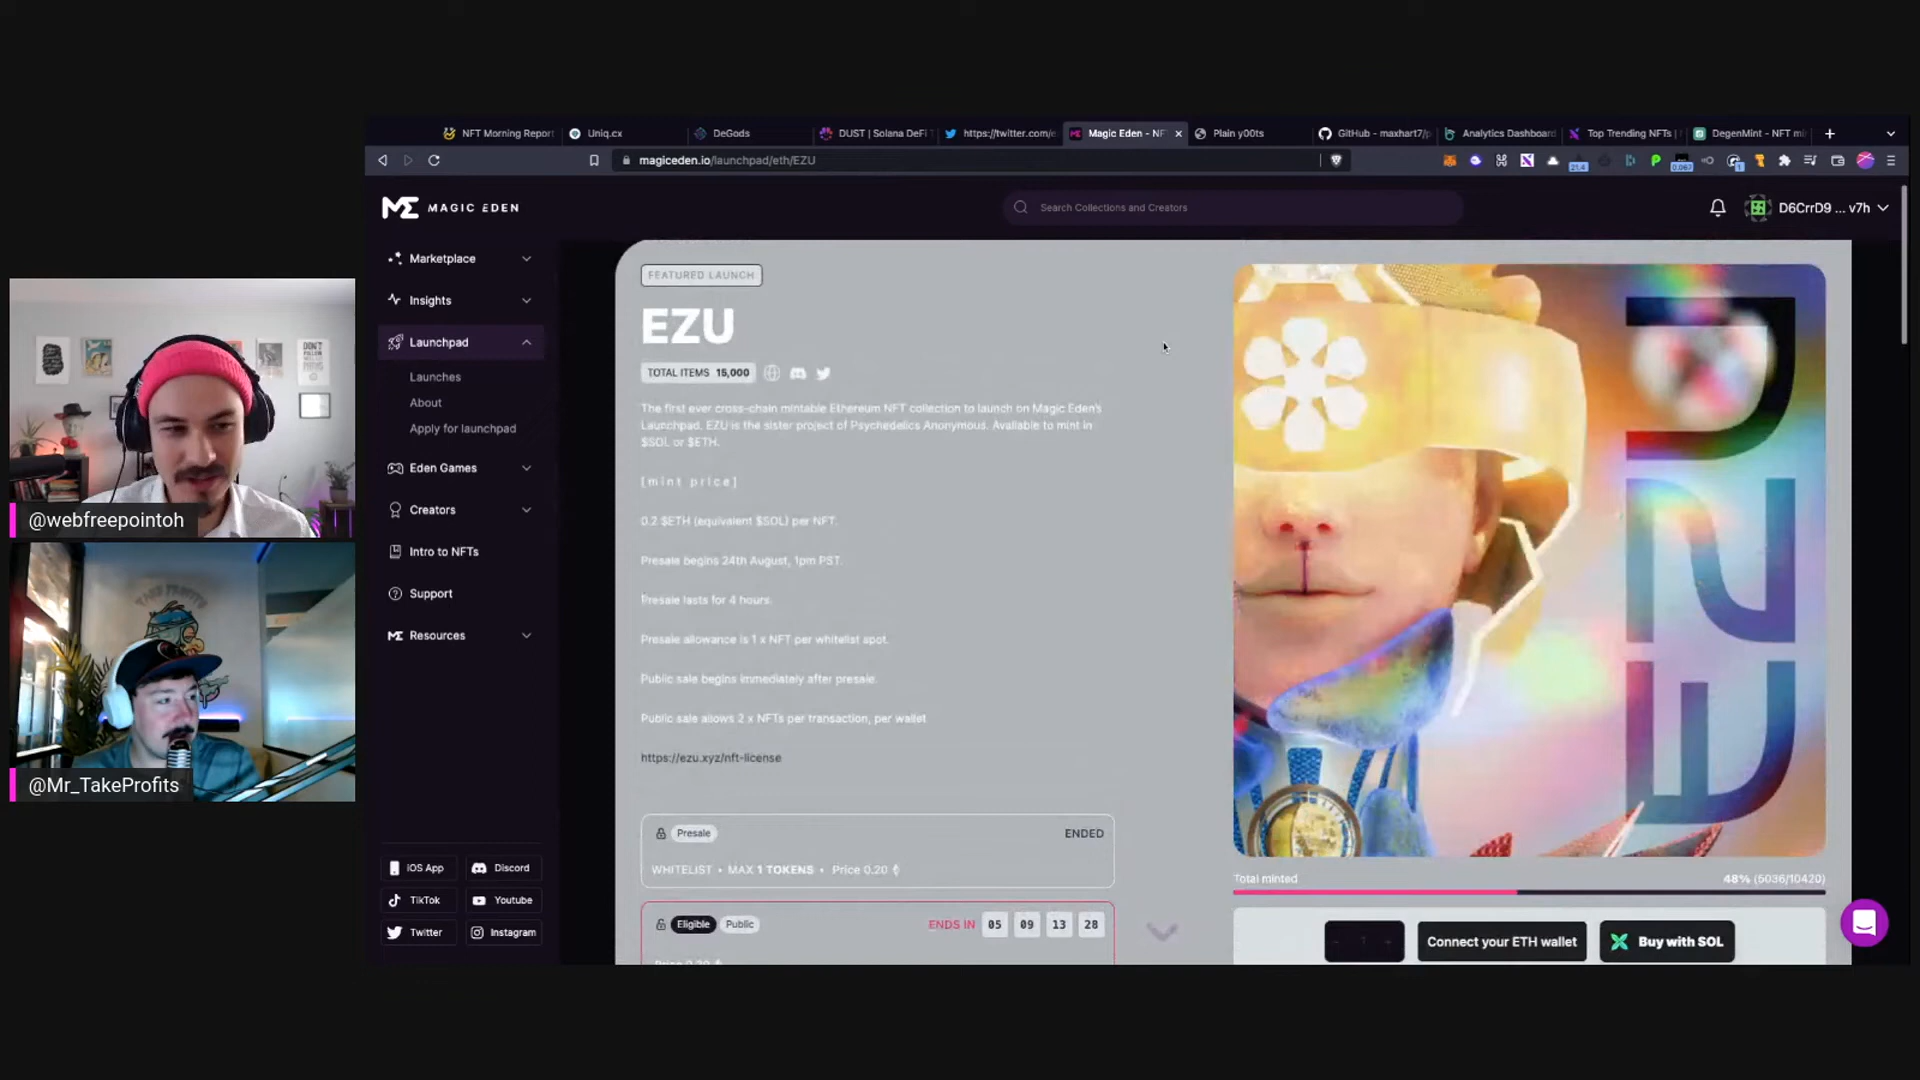 NFT Morning Report
Uniq.cx
DeGods
DUST | Solana DeFi T
https://twitter.com/e
Magic Eden - NF
Plain y00ts
GitHub - maxhart7/p
Analytics Dashboard
Top Trending NFTs |
DegenMint - NFT mi
magiceden.io/launchpad/eth/EZU
MAGIC EDEN
Search Collections and Creators
D6CrrD9 ... v7h
Marketplace
Insights
Launchpad
Launches
About
Apply for launchpad
Eden Games
Creators
Intro to NFTs
Support
Resources
iOS App
Discord
TikTok
Youtube
Twitter
Instagram
FEATURED LAUNCH
EZU
TOTAL ITEMS 15,000
The first ever cross-chain mintable Ethereum NFT collection to launch on Magic Eden's
Launchpad. EZU is the sister project of Psychedelics Anonymous. Available to mint in
$SOL or $ETH.
[mint price]
0.2 $ETH (equivalent $SOL) per NFT.
Presale begins 24th August, 1pm PST.
Presale lasts for 4 hours.
Presale allowance is 1 x NFT per whitelist spot.
Public sale begins immediately after presale.
Public sale allows 2 x NFTs per transaction, per wallet
https://ezu.xyz/nft-license
Presale
ENDED
WHITELIST • MAX 1 TOKENS • Price 0.20
Eligible
Public
ENDS IN 05 09 13 28
Price 0.20
EZU
Total minted
48% (5036/10420)
- 1 +
Connect your ETH wallet
Buy with SOL
@webfreepointoh
TAKE PROFITS
@Mr_TakeProfits